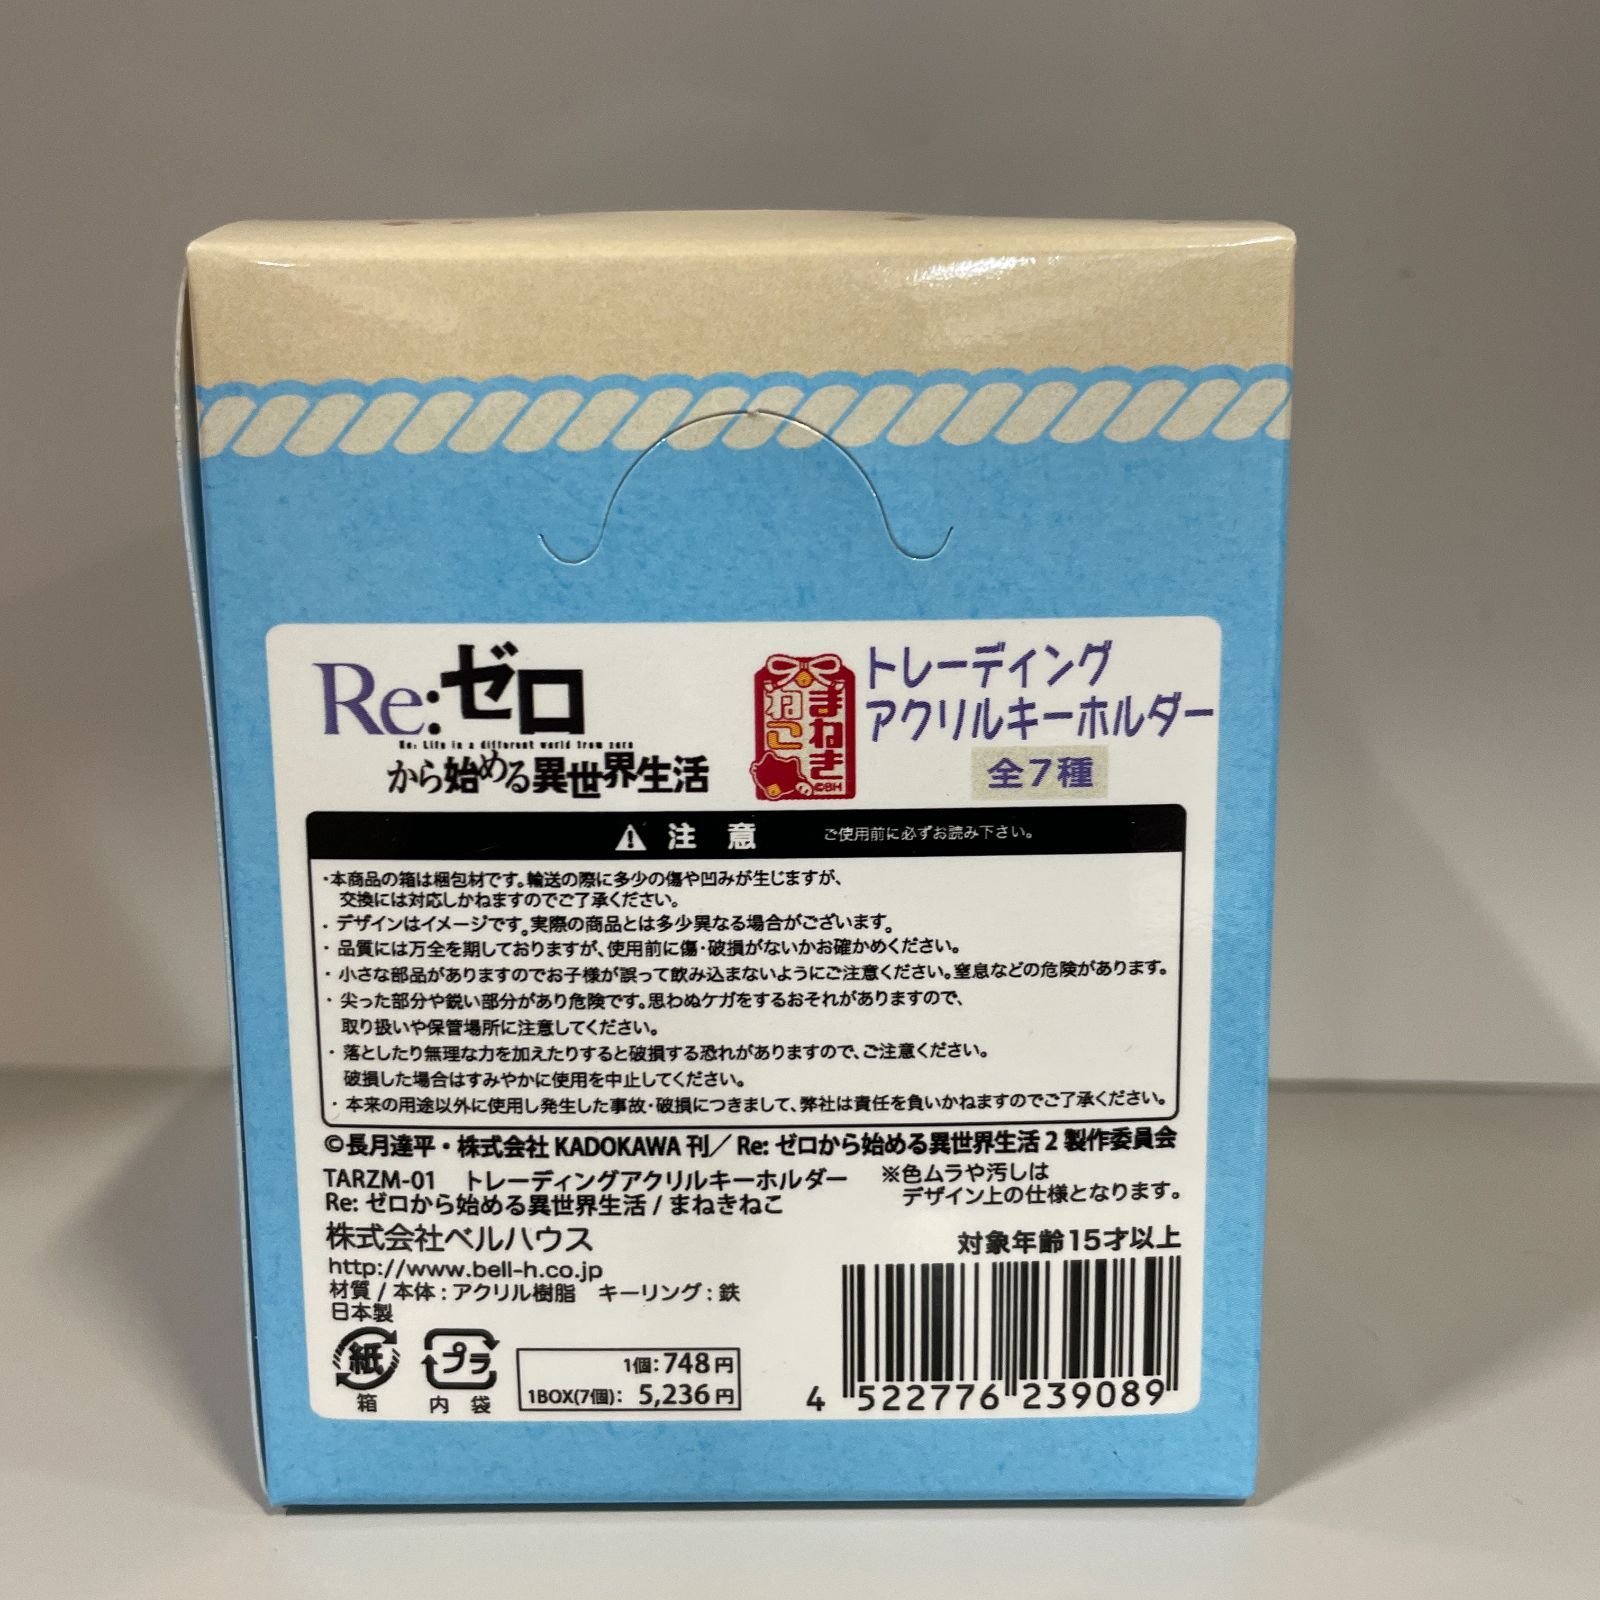 Re:ゼロ
Re: Life in a different world from zero
から始める異世界生活
まねき
ねこ
©BH
トレーディング
アクリルキーホルダー
全7種
注意 ご使用前に必ずお読み下さい。
・本商品の箱は梱包材です。輸送の際に多少の傷や凹みが生じますが、
交換には対応しかねますのでご了承ください。
・デザインはイメージです。実際の商品とは多少異なる場合がございます。
・品質には万全を期しておりますが、使用前に傷・破損がないかお確かめください。
・小さな部品がありますのでお子様が誤って飲み込まないようにご注意ください。窒息などの危険があります。
・尖った部分や鋭い部分があり危険です。思わぬケガをするおそれがありますので、
取り扱いや保管場所に注意してください。
・落としたり無理な力を加えたりすると破損する恐れがありますので、ご注意ください。
破損した場合はすみやかに使用を中止してください。
・本来の用途以外に使用し発生した事故・破損につきまして、弊社は責任を負いかねますのでご了承ください。
©長月達平・株式会社KADOKAWA刊／Re: ゼロから始める異世界生活2製作委員会
TARZM-01 トレーディングアクリルキーホルダー
Re: ゼロから始める異世界生活 / まねきねこ
※色ムラや汚しは
デザイン上の仕様となります。
株式会社ベルハウス
http://www.bell-h.co.jp
材質 / 本体 : アクリル樹脂 キーリング : 鉄
日本製
対象年齢15才以上
紙
箱
プラ
内袋
1個: 748円
1BOX(7個): 5,236円
4 522776 239089